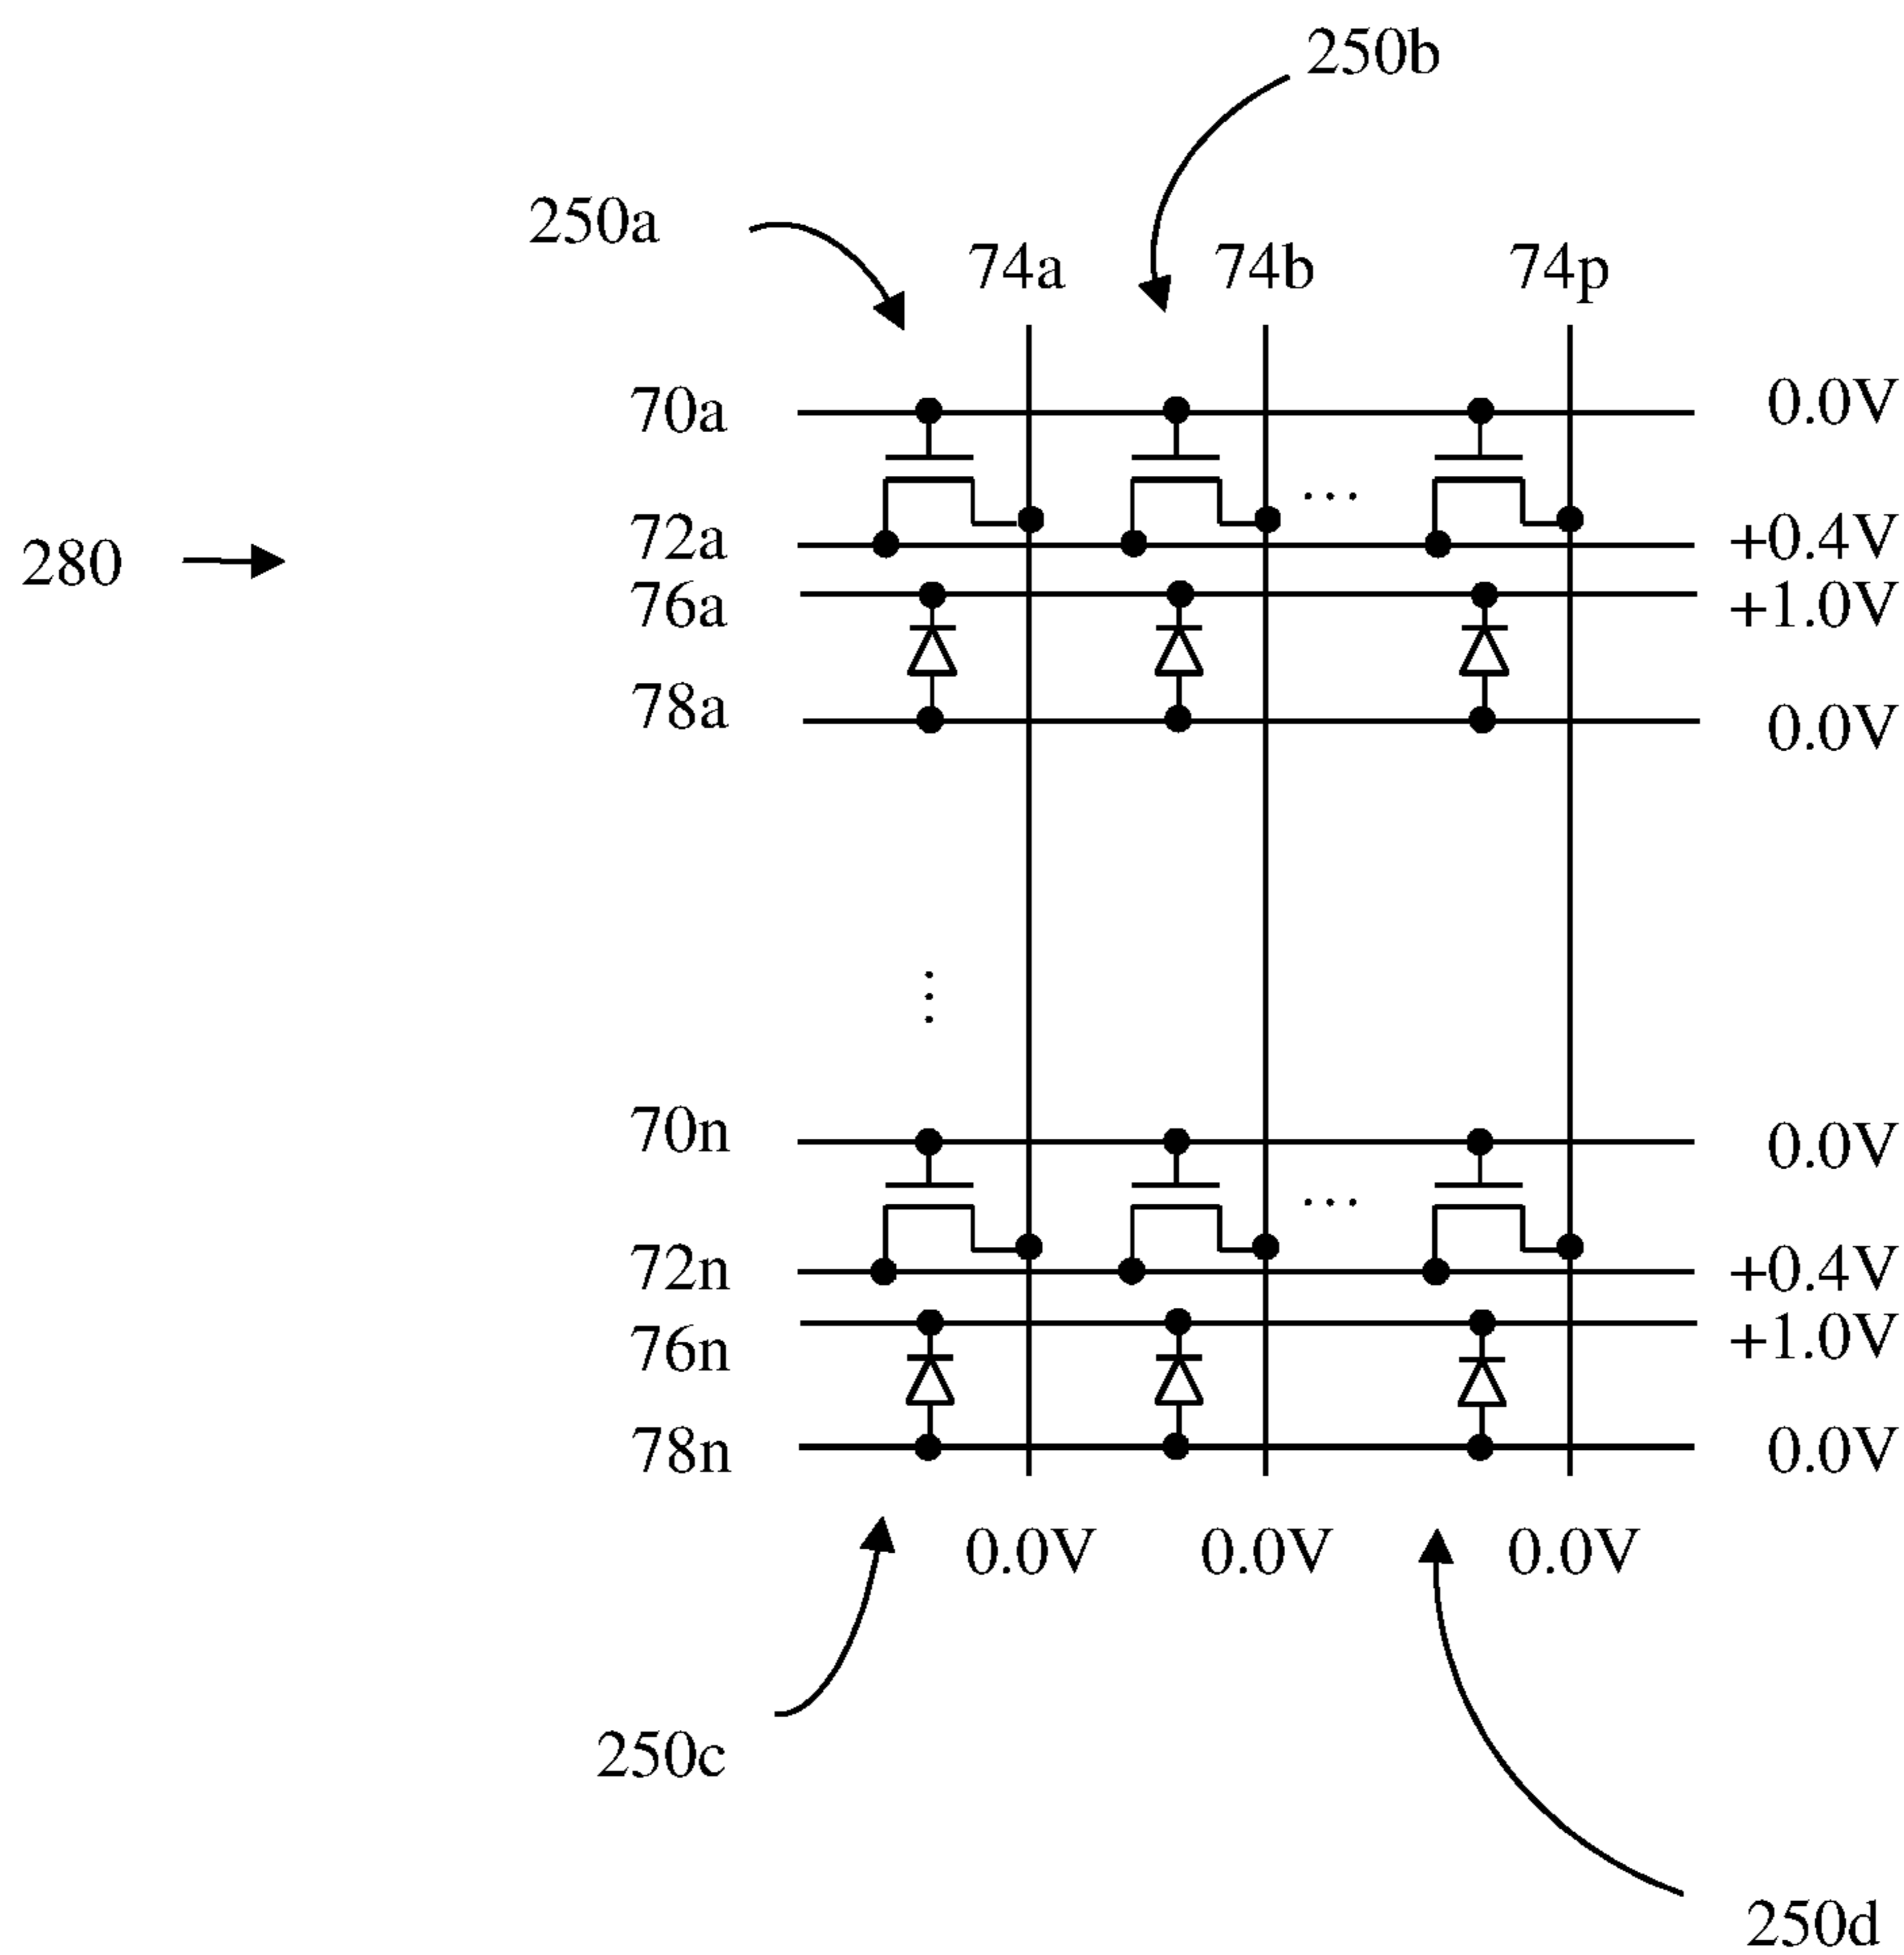 250b
250a
74a 74b 74p
70a 0.0V
...
72a +0.4V
280
76a +1.0V
78a 0.0V
...
70n 0.0V
...
72n +0.4V
76n +1.0V
78n 0.0V
0.0V 0.0V 0.0V
250c
250d